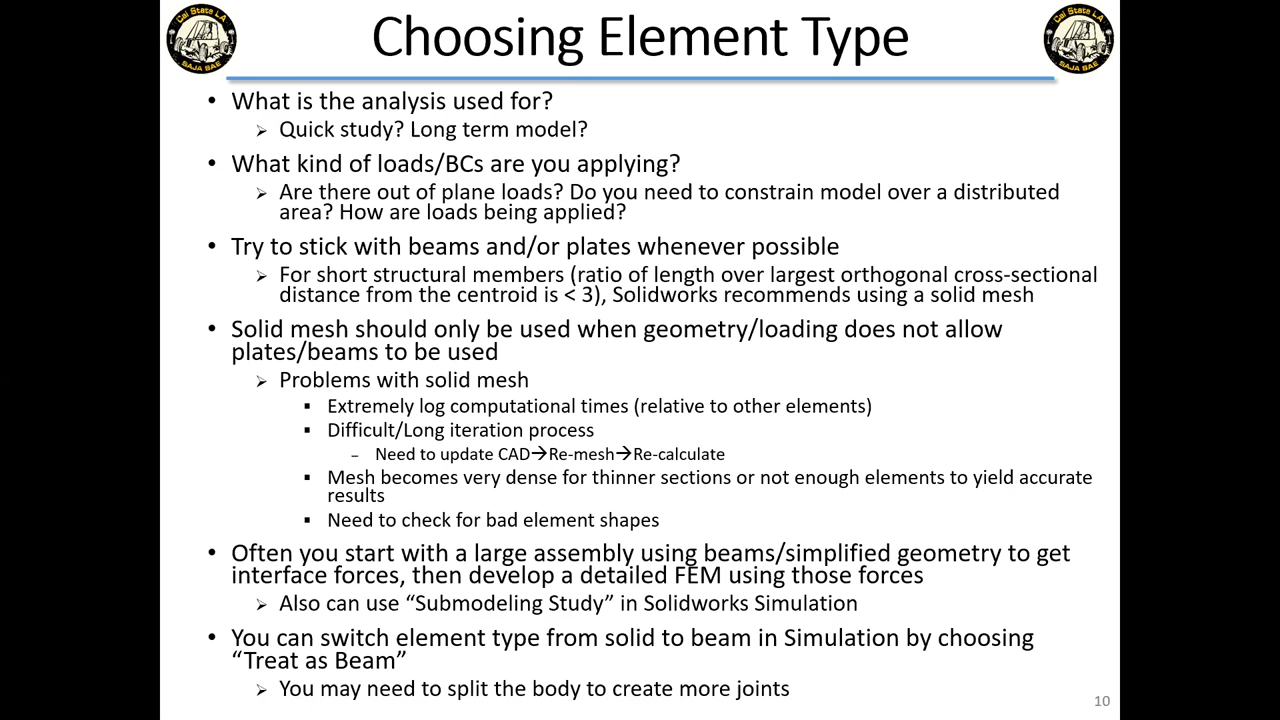 Cal State LA
BAJA SAE
Choosing Element Type
Cal State LA
BAJA SAE
• What is the analysis used for?
➢ Quick study? Long term model?
• What kind of loads/BCs are you applying?
➢ Are there out of plane loads? Do you need to constrain model over a distributed
area? How are loads being applied?
• Try to stick with beams and/or plates whenever possible
➢ For short structural members (ratio of length over largest orthogonal cross-sectional
distance from the centroid is < 3), Solidworks recommends using a solid mesh
• Solid mesh should only be used when geometry/loading does not allow
plates/beams to be used
➢ Problems with solid mesh
▪ Extremely log computational times (relative to other elements)
▪ Difficult/Long iteration process
– Need to update CAD→Re-mesh→Re-calculate
▪ Mesh becomes very dense for thinner sections or not enough elements to yield accurate
results
▪ Need to check for bad element shapes
• Often you start with a large assembly using beams/simplified geometry to get
interface forces, then develop a detailed FEM using those forces
➢ Also can use “Submodeling Study” in Solidworks Simulation
• You can switch element type from solid to beam in Simulation by choosing
“Treat as Beam”
➢ You may need to split the body to create more joints
10